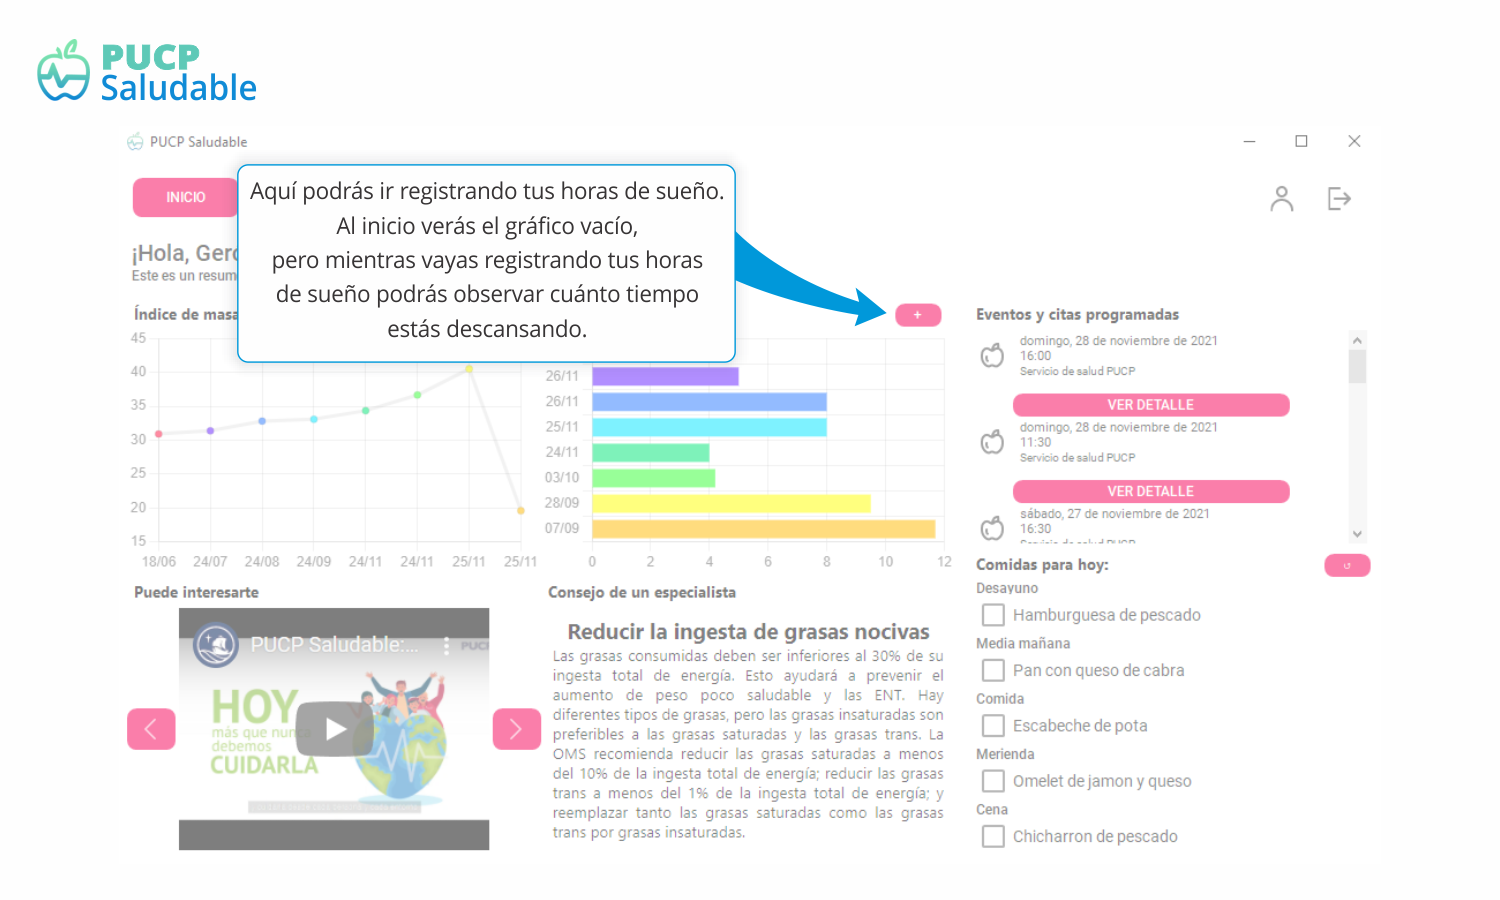 PUCP
Saludable
PUCP Saludable
INICIO
Aquí podrás ir registrando tus horas de sueño.
Al inicio verás el gráfico vacío,
pero mientras vayas registrando tus horas
de sueño podrás observar cuánto tiempo
estás descansando.
¡Hola,
Este es un
Índice de
45
40
35
30
25
20
15
18/06 24/07 24/08 24/09 24/11 24/11 25/11 25/11
+
26/11
26/11
25/11
24/11
03/10
28/09
07/09
0 2 4 6 8 10 12
Eventos y citas programadas
domingo, 28 de noviembre de 2021
16:00
Servicio de salud PUCP
VER DETALLE
domingo, 28 de noviembre de 2021
11:30
Servicio de salud PUCP
VER DETALLE
sábado, 27 de noviembre de 2021
16:30
Servicio de salud PUCP
Puede interesarte
PUCP Saludable:...
PUCP
HOY
más que nunca
debemos
CUIDARLA
Consejo de un especialista
Reducir la ingesta de grasas nocivas
Las grasas consumidas deben ser inferiores al 30% de su
ingesta total de energía. Esto ayudará a prevenir el
aumento de peso poco saludable y las ENT. Hay
diferentes tipos de grasas, pero las grasas insaturadas son
preferibles a las grasas saturadas y las grasas trans. La
OMS recomienda reducir las grasas saturadas a menos
del 10% de la ingesta total de energía; reducir las grasas
trans a menos del 1% de la ingesta total de energía; y
reemplazar tanto las grasas saturadas como las grasas
trans por grasas insaturadas.
Comidas para hoy:
Desayuno
Hamburguesa de pescado
Media mañana
Pan con queso de cabra
Comida
Escabeche de pota
Merienda
Omelet de jamon y queso
Cena
Chicharron de pescado